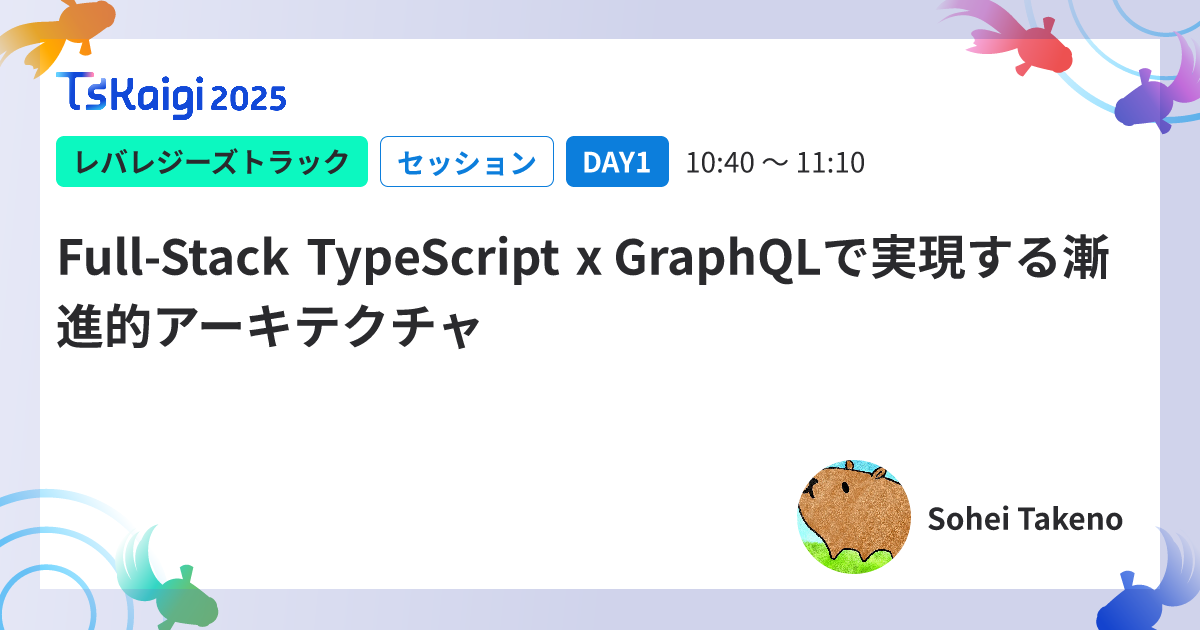 TSKaigi 2025
レバレジーズトラック セッション DAY1 10:40 〜 11:10
Full-Stack TypeScript x GraphQLで実現する漸
進的アーキテクチャ
Sohei Takeno